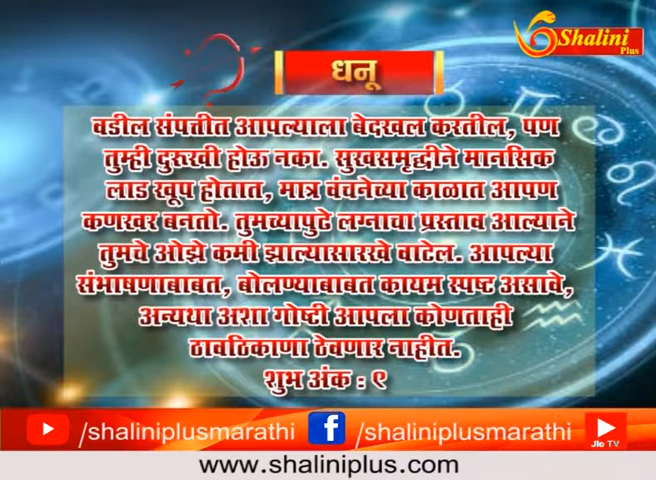 Shalini
Plus
धनू
वडील संपत्तीत आपल्याला बेदखल करतील, पण
तुम्ही दुरुखी होऊ नका. सुखसमृद्धीने मानसिक
लाड खूप होतात, मात्र वंचनेच्या काळात आपण
कणखर बनतो. तुमच्यापुढे लग्नाचा प्रस्ताव आल्याने
तुमचे ओझे कमी झाल्यासारखे वाटेल. आपल्या
संभाषणाबाबत, बोलण्याबाबत कायम स्पष्ट असावे,
अन्यथा अशा गोष्टी आपला कोणताही
ठावठिकाणा ठेवणार नाहीत.
शुभ अंक : ९
/shaliniplusmarathi
/shaliniplusmarathi
Jio TV
www.shaliniplus.com